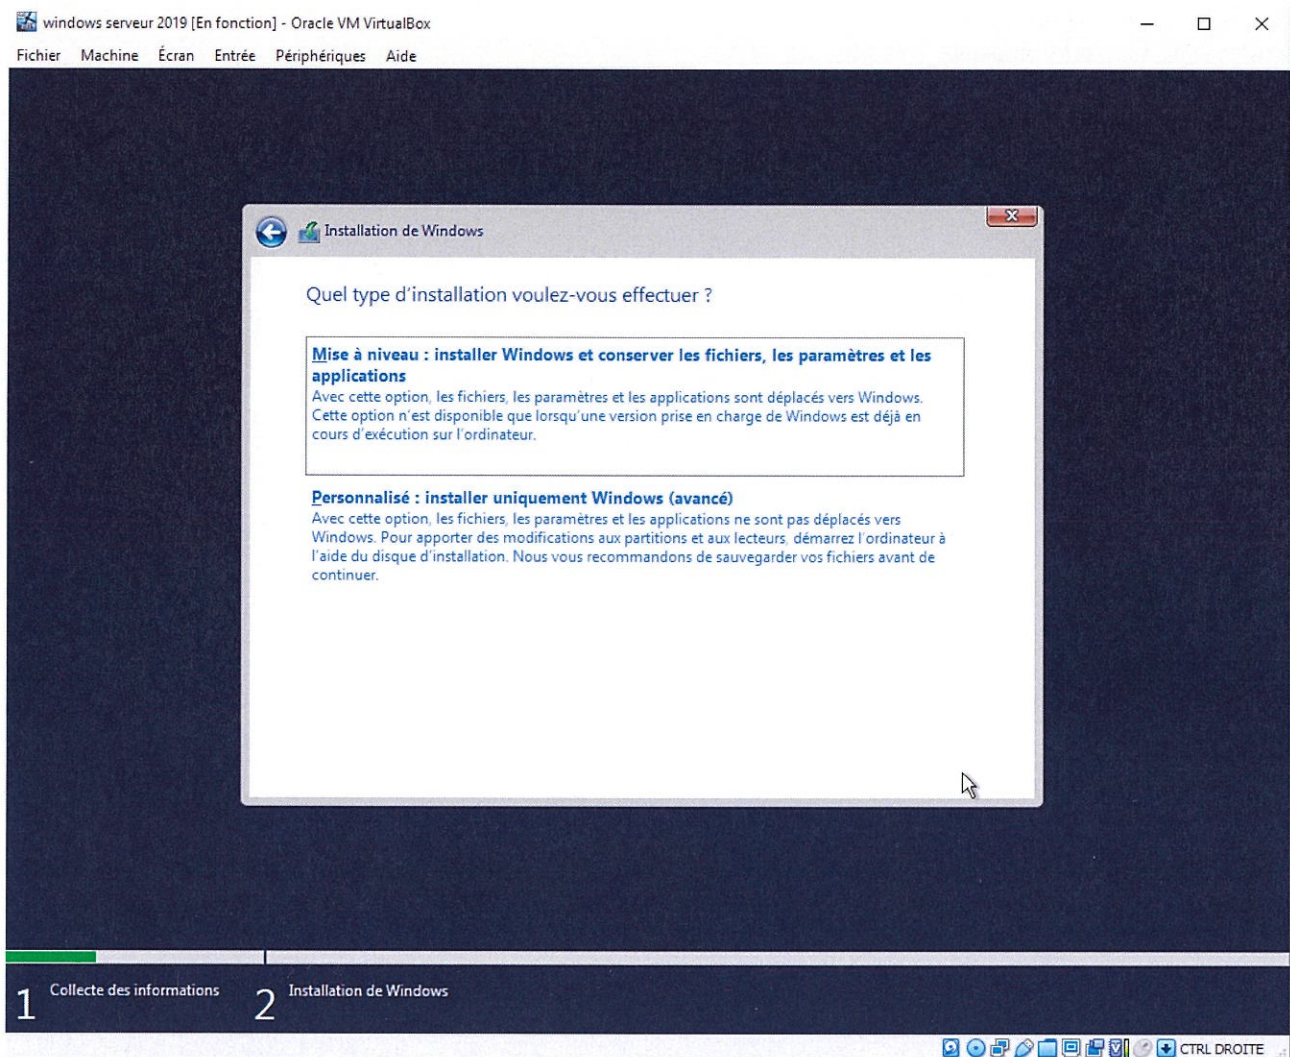 windows serveur 2019 [En fonction] - Oracle VM VirtualBox
Fichier Machine Écran Entrée Périphériques Aide
Installation de Windows
Quel type d'installation voulez-vous effectuer ?
Mise à niveau : installer Windows et conserver les fichiers, les paramètres et les
applications
Avec cette option, les fichiers, les paramètres et les applications sont déplacés vers Windows.
Cette option n'est disponible que lorsqu'une version prise en charge de Windows est déjà en
cours d'exécution sur l'ordinateur.
Personnalisé : installer uniquement Windows (avancé)
Avec cette option, les fichiers, les paramètres et les applications ne sont pas déplacés vers
Windows. Pour apporter des modifications aux partitions et aux lecteurs, démarrez l'ordinateur à
l'aide du disque d'installation. Nous vous recommandons de sauvegarder vos fichiers avant de
continuer.
1 Collecte des informations 2 Installation de Windows
CTRL DROITE